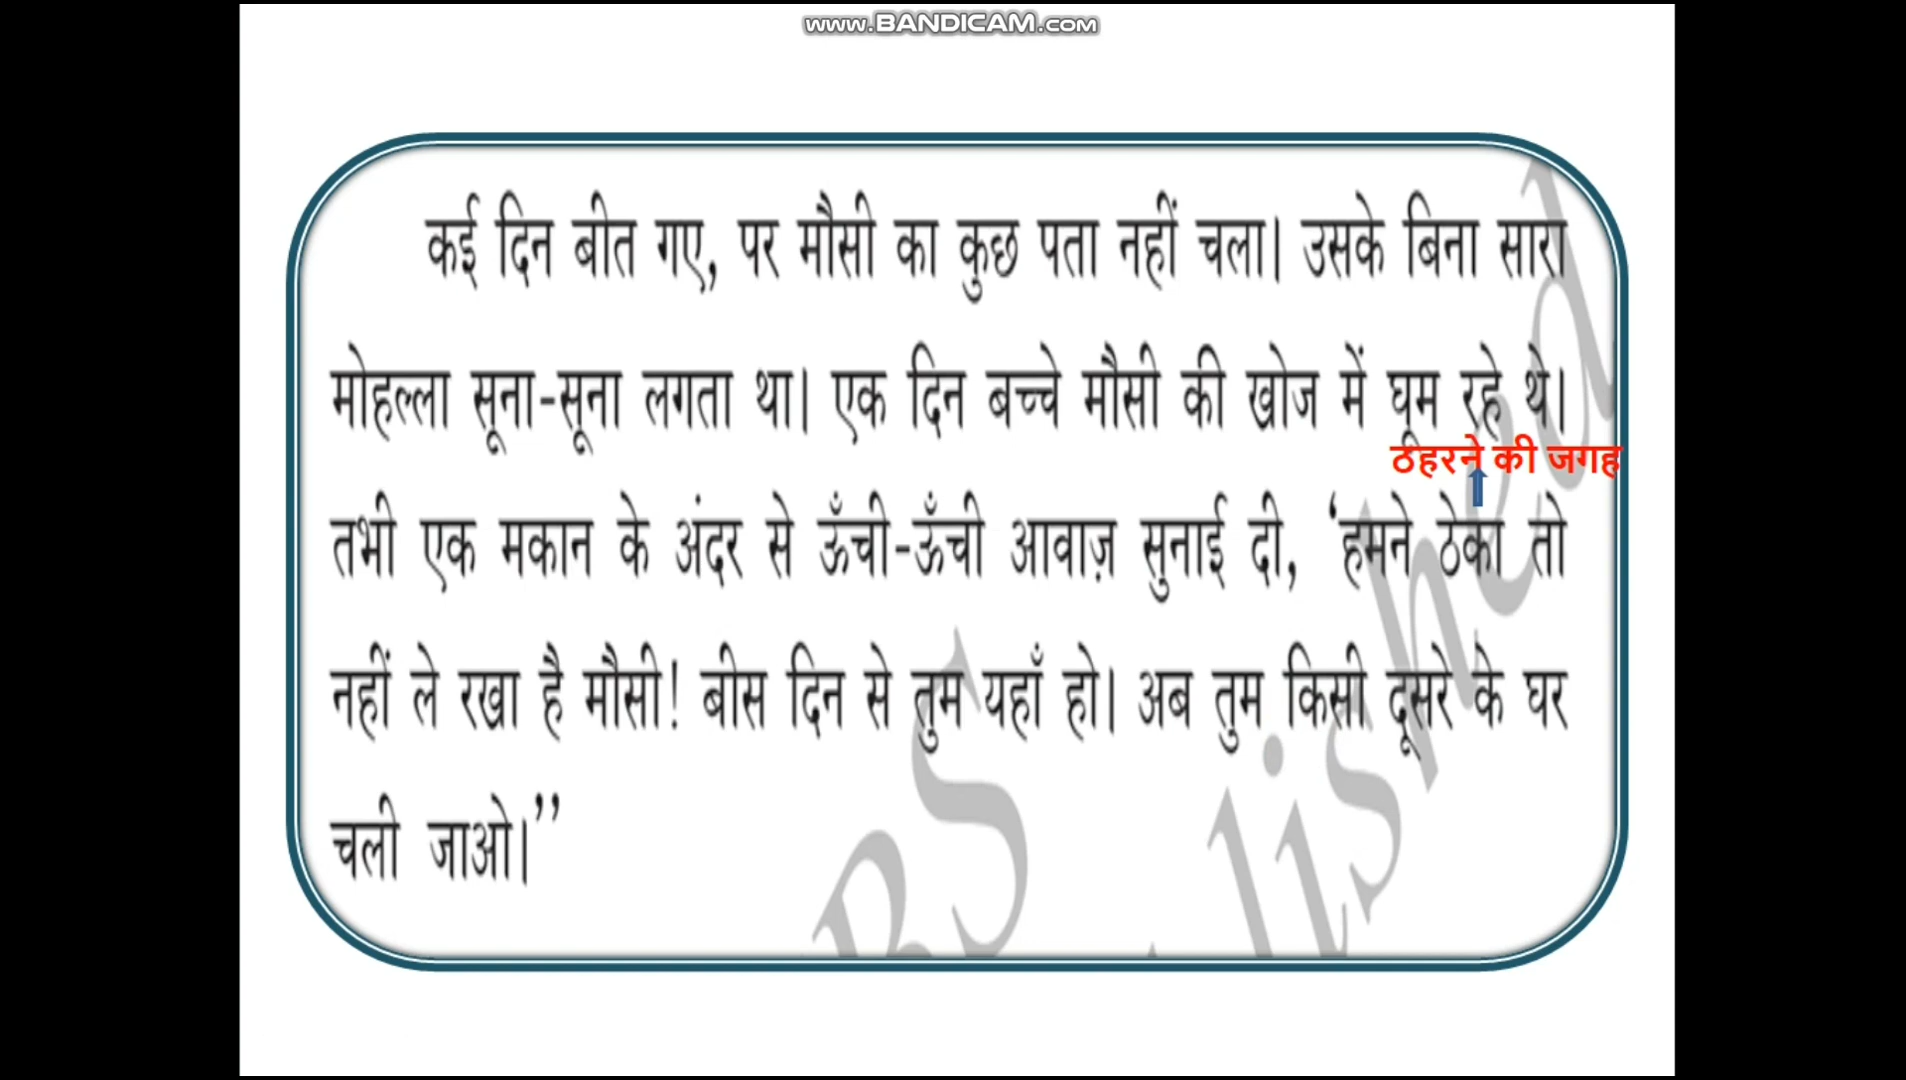 www.BANDICAM.com
कई दिन बीत गए, पर मौसी का कुछ पता नहीं चला। उसके बिना सारा
मोहल्ला सूना-सूना लगता था। एक दिन बच्चे मौसी की खोज में घूम रहे थे।
ठहरने की जगह
तभी एक मकान के अंदर से ऊँची-ऊँची आवाज़ सुनाई दी, ‘हमने ठेका तो
नहीं ले रखा है मौसी! बीस दिन से तुम यहाँ हो। अब तुम किसी दूसरे के घर
चली जाओ।’’